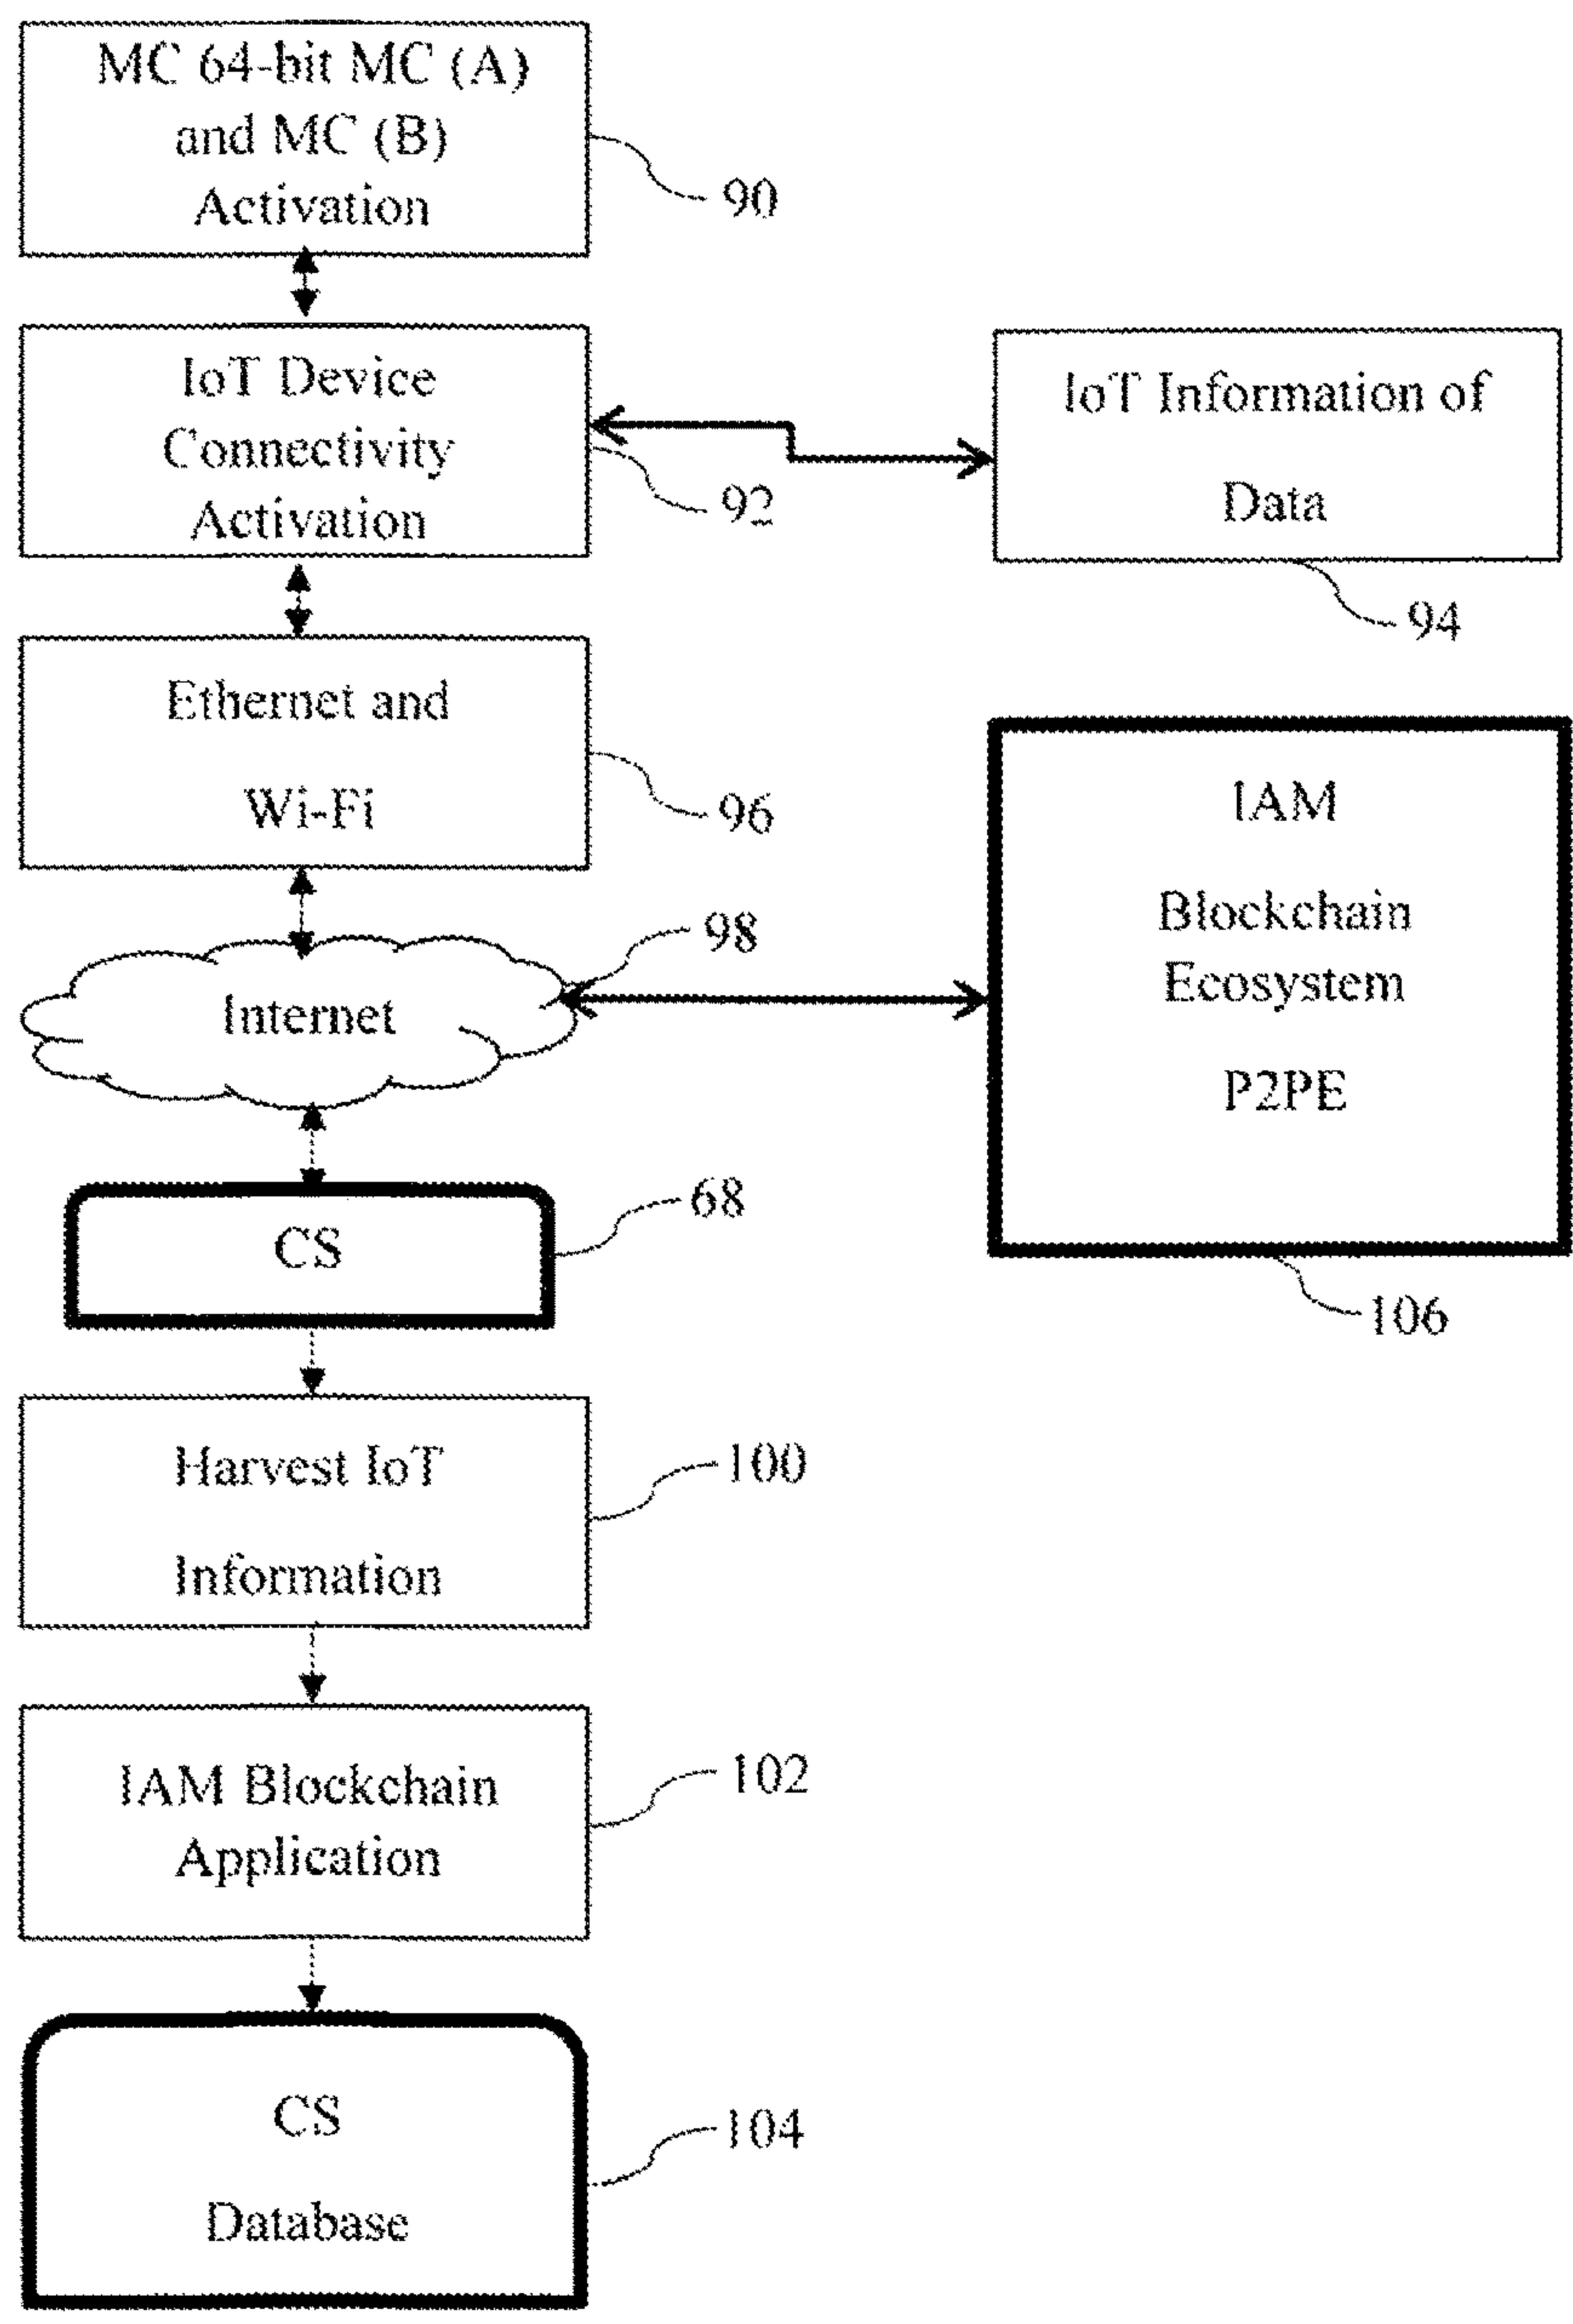 MC 64-bit MC (A)
and MC (B)
Activation
90
IoT Device
Connectivity
Activation
92
IoT Information of
Data
94
Ethernet and
Wi-Fi
96
IAM
Blockchain
Ecosystem
P2PE
106
98
Internet
CS
68
Harvest IoT
Information
100
IAM Blockchain
Application
102
CS
Database
104